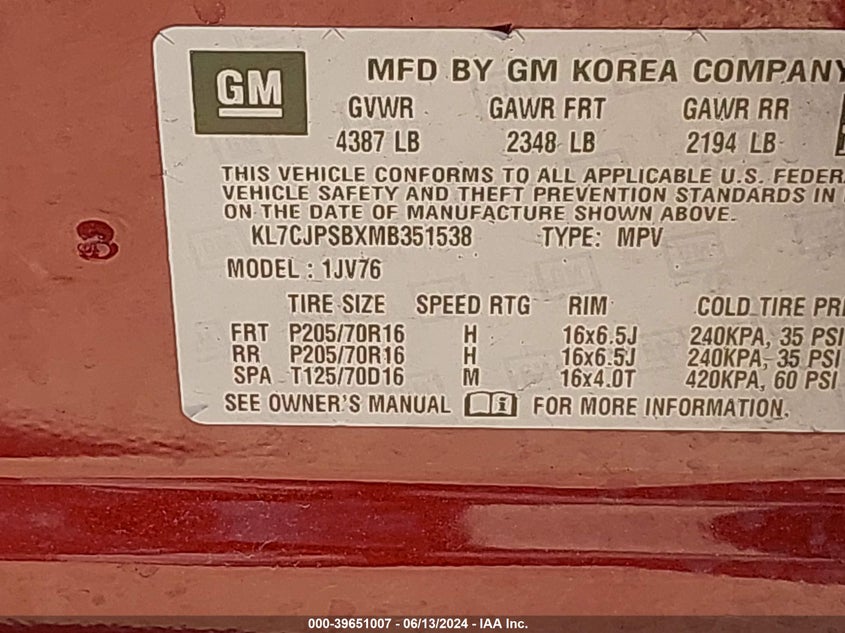 GM
MFD BY GM KOREA COMPANY
GVWR GAWR FRT GAWR RR
4387 LB 2348 LB 2194 LB
THIS VEHICLE CONFORMS TO ALL APPLICABLE U.S. FEDER
VEHICLE SAFETY AND THEFT PREVENTION STANDARDS IN
ON THE DATE OF MANUFACTURE SHOWN ABOVE.
KL7CJPSBXMB351538 TYPE: MPV
MODEL : 1JV76
TIRE SIZE SPEED RTG RIM COLD TIRE PRE
FRT P205/70R16 H 16x6.5J 240KPA, 35 PSI
RR P205/70R16 H 16x6.5J 240KPA, 35 PSI
SPA T125/70D16 M 16x4.0T 420KPA, 60 PSI
SEE OWNER'S MANUAL i FOR MORE INFORMATION.
000-39651007 - 06/13/2024 - IAA Inc.